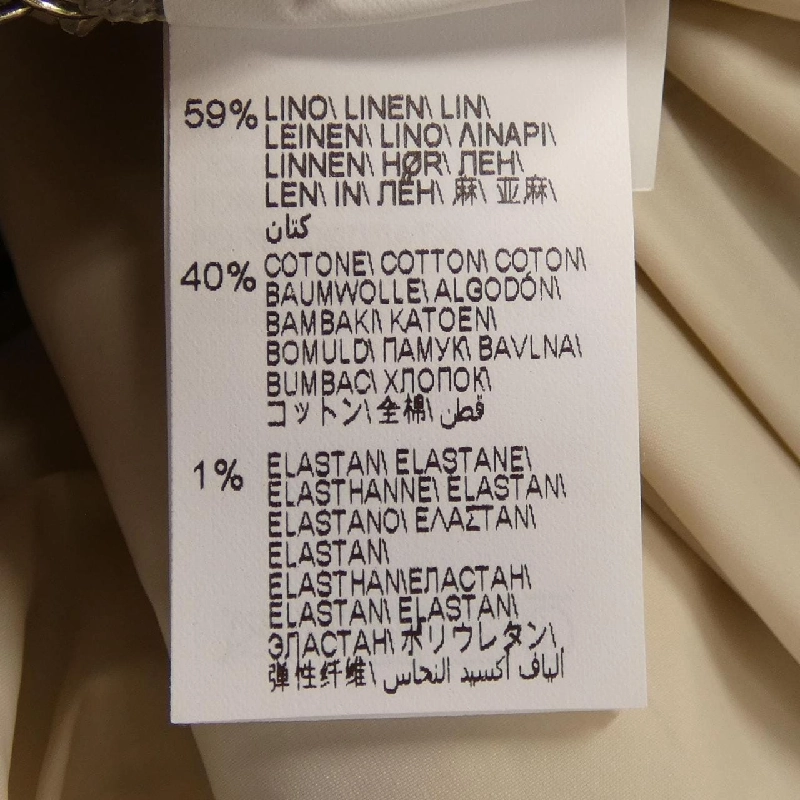 59% LINO\ LINEN\ LIN\
LEINEN\ LINO\ ΛΙΝΑΡΙ\
LINNEN\ HØR\ ЛЕН\
LEN\ IN\ ЛЁН\ 麻\ 亚麻\
كتان
40% COTONE\ COTTON\ COTON\
BAUMWOLLE\ ALGODÓN\
BAMBAKI\ KATOEN\
BOMULD\ ПАМУК\ BAVLNA\
BUMBAC\ ХЛОПОК\
コットン\ 全棉\ قطن
1% ELASTAN\ ELASTANE\
ELASTHANNE\ ELASTAN\
ELASTANO\ ΕΛΑΣΤΑΝ\
ELASTAN\
ELASTHAN\ЕЛАСТАН\
ELASTAN\ ELASTAN\
ЭЛАСТАН\ ポリウレタン\
弾性纤维\ الياف أكسيد النحاس